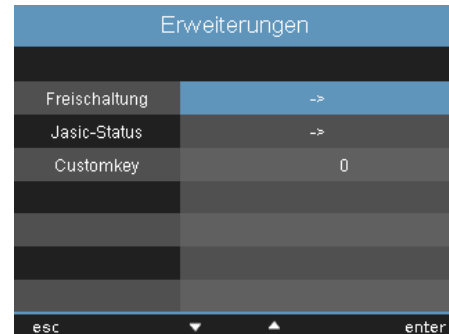 Erweiterungen
Freischaltung ->
Jasic-Status ->
Customkey 0
esc ▼ ▲ enter